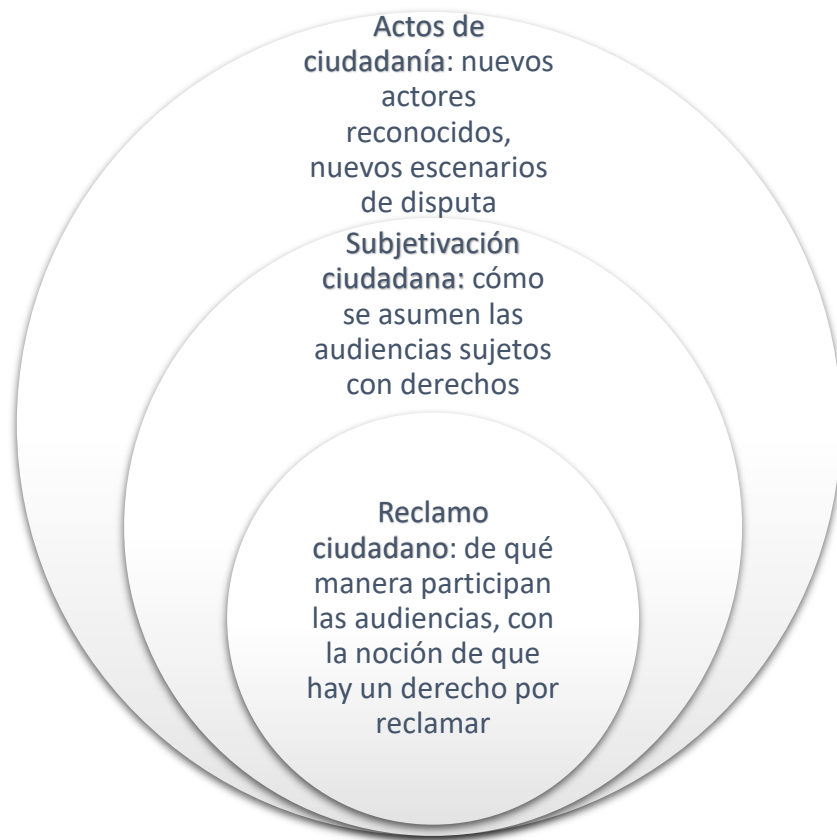 Actos de
ciudadanía: nuevos
actores
reconocidos,
nuevos escenarios
de disputa
Subjetivación
ciudadana: cómo
se asumen las
audiencias sujetos
con derechos
Reclamo
ciudadano: de qué
manera participan
las audiencias, con
la noción de que
hay un derecho por
reclamar